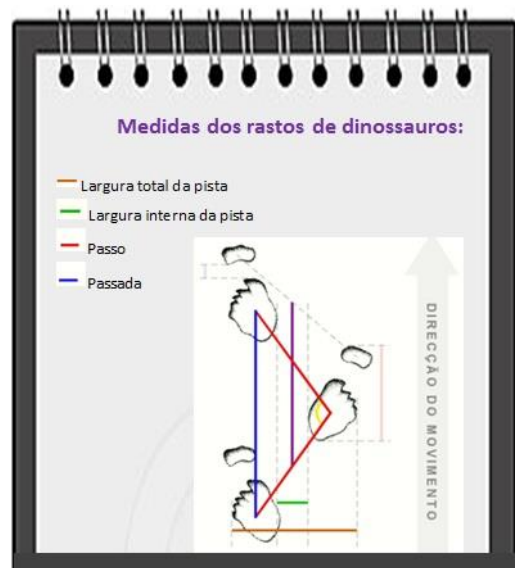 Medidas dos rastos de dinossauros:
Largura total da pista
Largura interna da pista
Passo
Passada
DIRECÇÃO DO MOVIMENTO